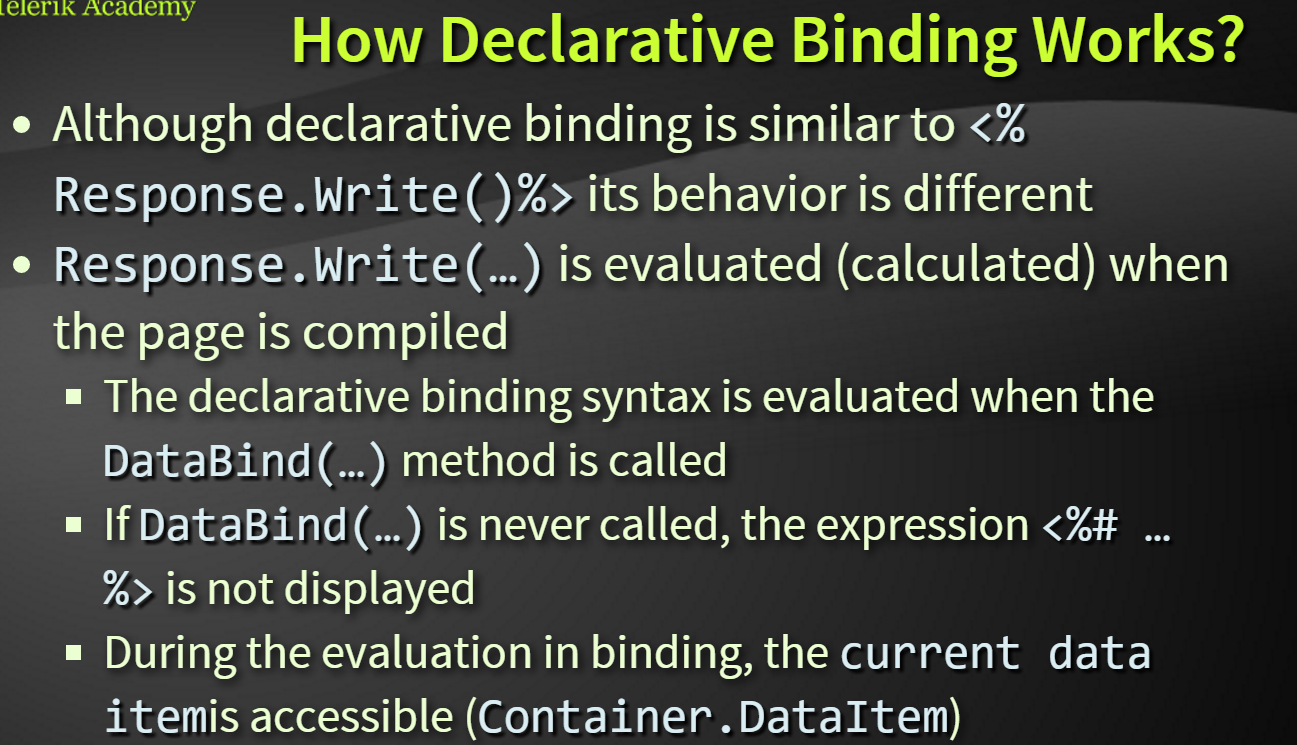 Telerik Academy
How Declarative Binding Works?
• Although declarative binding is similar to <%
Response.Write()%> its behavior is different
• Response.Write(…) is evaluated (calculated) when
the page is compiled
▪ The declarative binding syntax is evaluated when the
DataBind(…) method is called
▪ If DataBind(…) is never called, the expression <%# …
%> is not displayed
▪ During the evaluation in binding, the current data
itemis accessible (Container.DataItem)